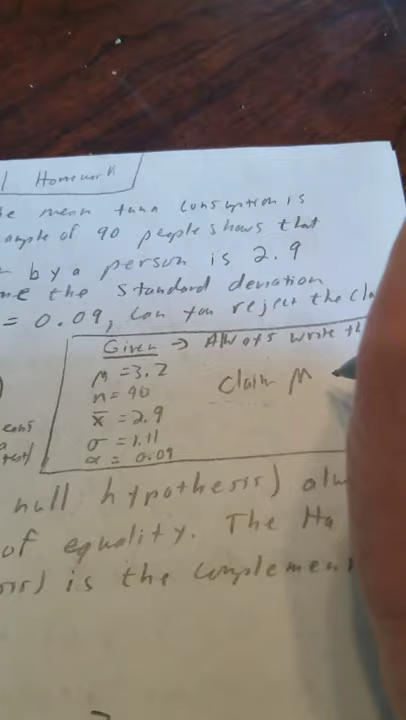 Homework
mean tuna consumption is
sample of 90 people shows that
by a person is 2.9
the standard deviation
= 0.09, can you reject the cla
Given → Always write th
μ = 3.2
n = 90
Claim μ
x̄ = 2.9
σ = 1.11
α = 0.09
null hypothesis) alw
of equality. The Ha
is the complemen